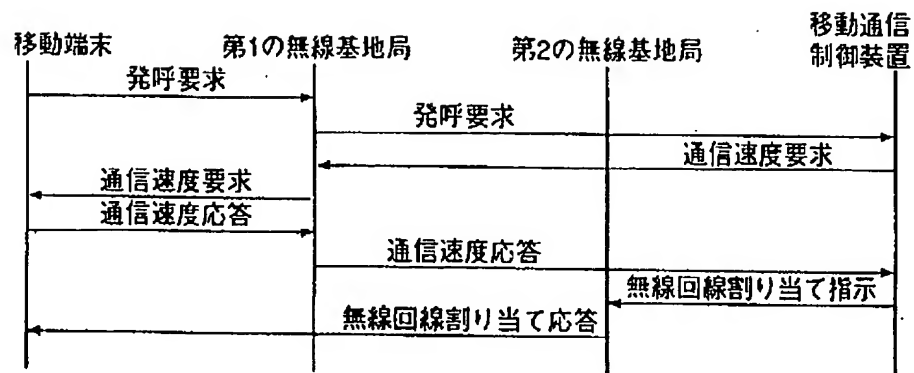 移動端末
第1の無線基地局
第2の無線基地局
移動通信
制御装置
発呼要求
発呼要求
通信速度要求
通信速度要求
通信速度応答
通信速度応答
無線回線割り当て指示
無線回線割り当て応答